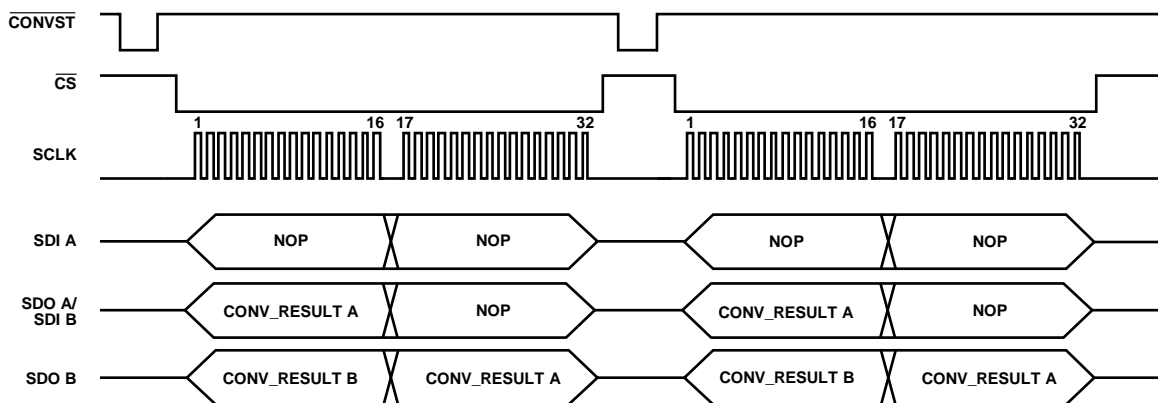 CONVST
CS
1 16 17 32 1 16 17 32
SCLK
SDI A NOP NOP NOP NOP
SDO A/
SDI B CONV_RESULT A NOP CONV_RESULT A NOP
SDO B CONV_RESULT B CONV_RESULT A CONV_RESULT B CONV_RESULT A